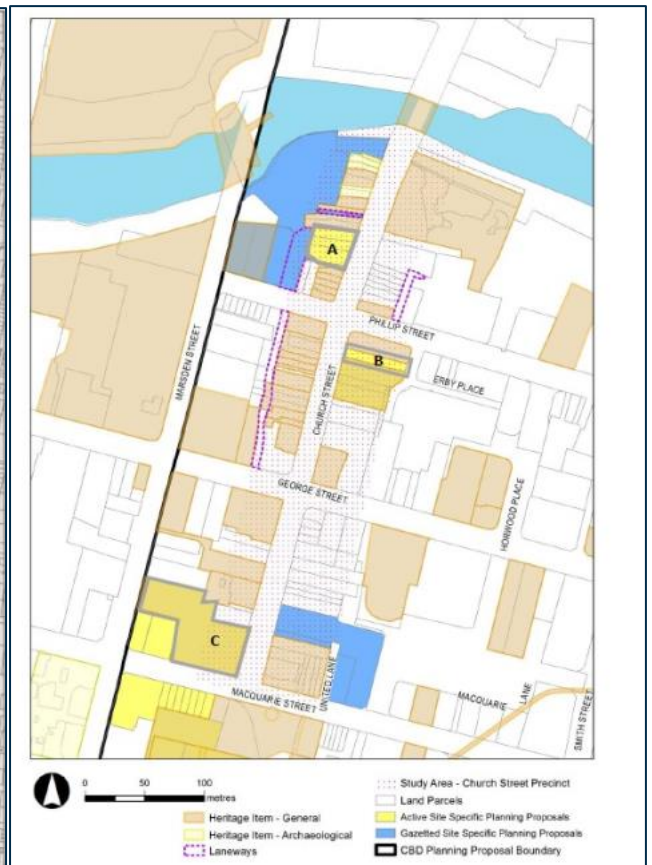 A
PHILLIP STREET
MARSDEN STREET
B
CHURCH STREET
ERBY PLACE
GEORGE STREET
HORWOOD PLACE
C
UNITED LANE
MACQUARIE STREET
MACQUARIE LANE
SMITH STREET
0 50 100
metres
Heritage Item - General
Heritage Item - Archaeological
Laneways
Study Area - Church Street Precinct
Land Parcels
Active Site Specific Planning Proposals
Gazetted Site Specific Planning Proposals
CBD Planning Proposal Boundary